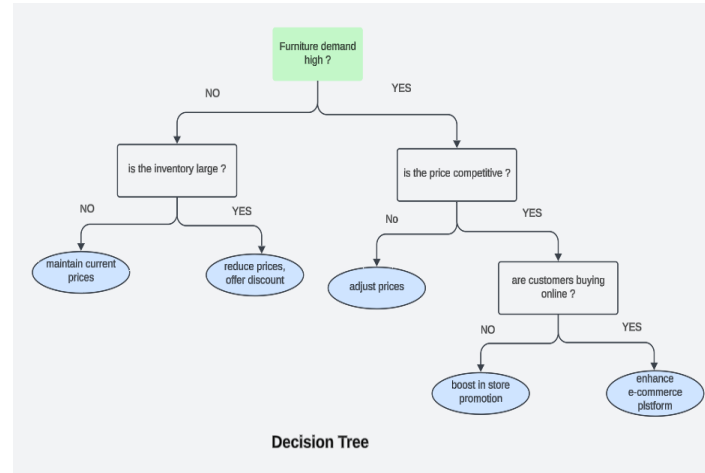 Furniture demand
high ?
NO
YES
is the inventory large ?
is the price competitive ?
NO
YES
No
YES
maintain current
prices
reduce prices,
offer discount
adjust prices
are customers buying
online ?
NO
YES
boost in store
promotion
enhance
e-commerce
plstform
Decision Tree